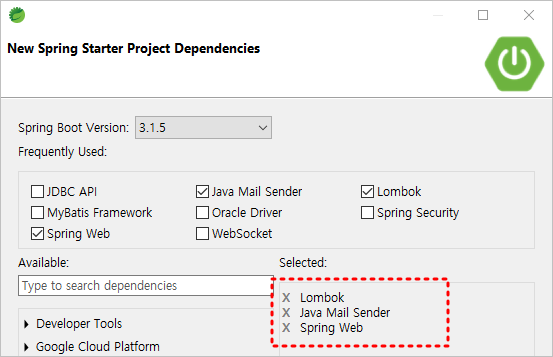 New Spring Starter Project Dependencies
Spring Boot Version: 3.1.5
Frequently Used:
JDBC API Java Mail Sender Lombok
MyBatis Framework Oracle Driver Spring Security
Spring Web WebSocket
Available: Selected:
Type to search dependencies
X Lombok
X Java Mail Sender
X Spring Web
Developer Tools
Google Cloud Platform